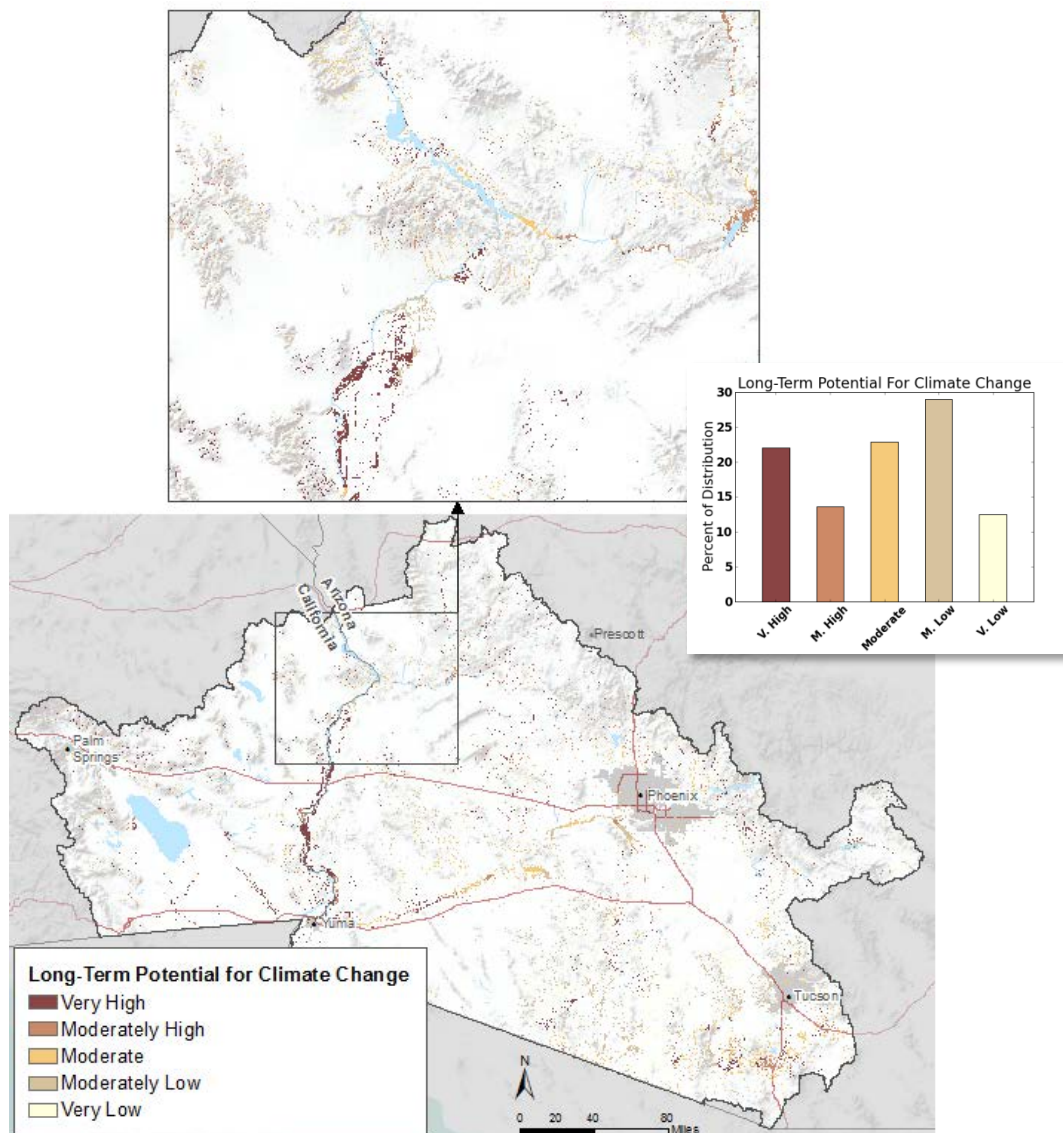 Long-Term Potential For Climate Change
Percent of Distribution
30
25
20
15
10
5
0
V. High
M. High
Moderate
M. Low
V. Low
Arizona
California
Prescott
Palm
Springs
Phoenix
Yuma
Tucson
Long-Term Potential for Climate Change
Very High
Moderately High
Moderate
Moderately Low
Very Low
N
0 20 40 80
Miles